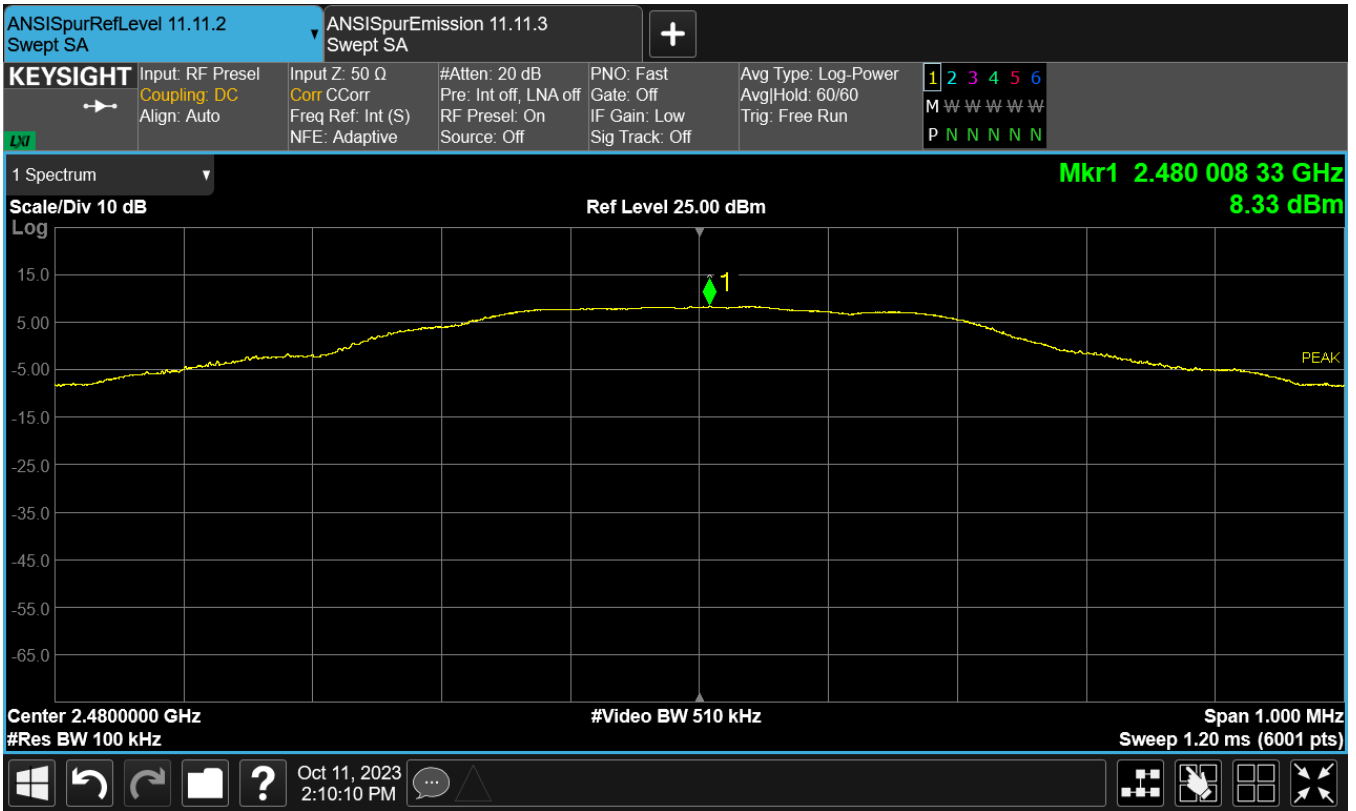 ANSISpurRefLevel 11.11.2
Swept SA
ANSISpurEmission 11.11.3
Swept SA
KEYSIGHT
LXI
Input: RF Presel
Coupling: DC
Align: Auto
Input Z: 50 Ω
Corr CCorr
Freq Ref: Int (S)
NFE: Adaptive
#Atten: 20 dB
Pre: Int off, LNA off
RF Presel: On
Source: Off
PNO: Fast
Gate: Off
IF Gain: Low
Sig Track: Off
Avg Type: Log-Power
Avg|Hold: 60/60
Trig: Free Run
1 2 3 4 5 6
M W W W W W
P N N N N N
1 Spectrum
Mkr1 2.480 008 33 GHz
8.33 dBm
Scale/Div 10 dB
Ref Level 25.00 dBm
Log
15.0
5.00
-5.00
-15.0
-25.0
-35.0
-45.0
-55.0
-65.0
1
PEAK
Center 2.4800000 GHz
#Video BW 510 kHz
Span 1.000 MHz
#Res BW 100 kHz
Sweep 1.20 ms (6001 pts)
?
Oct 11, 2023
2:10:10 PM